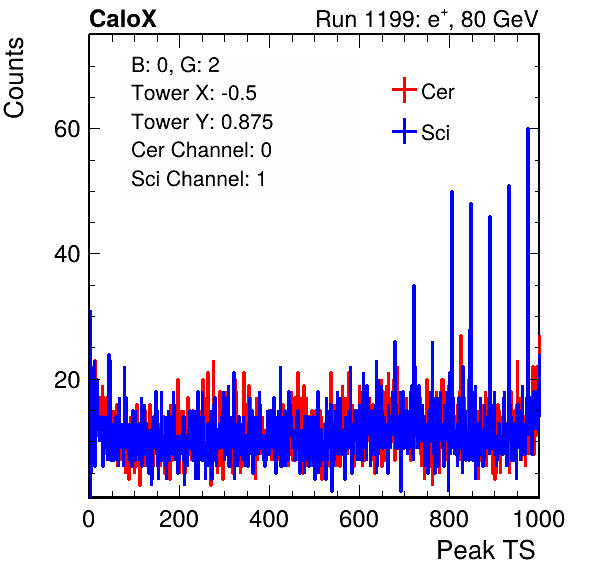 CaloX Run 1199: e⁺, 80 GeV
B: 0, G: 2
Tower X: -0.5
Tower Y: 0.875
Cer Channel: 0
Sci Channel: 1
Cer
Sci
Counts
60
40
20
0 200 400 600 800 1000
Peak TS